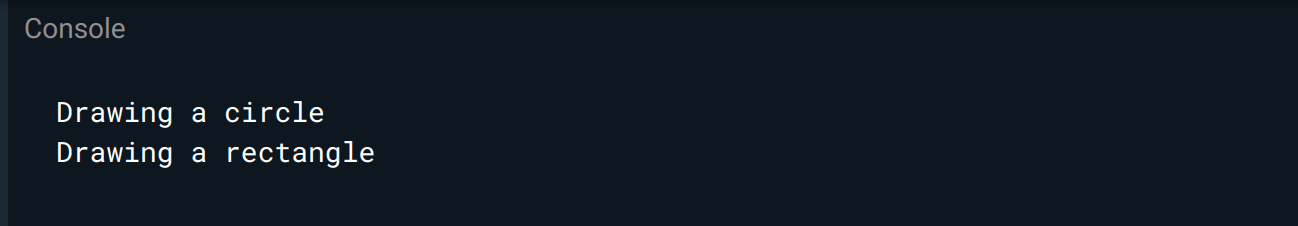 Console
Drawing a circle
Drawing a rectangle